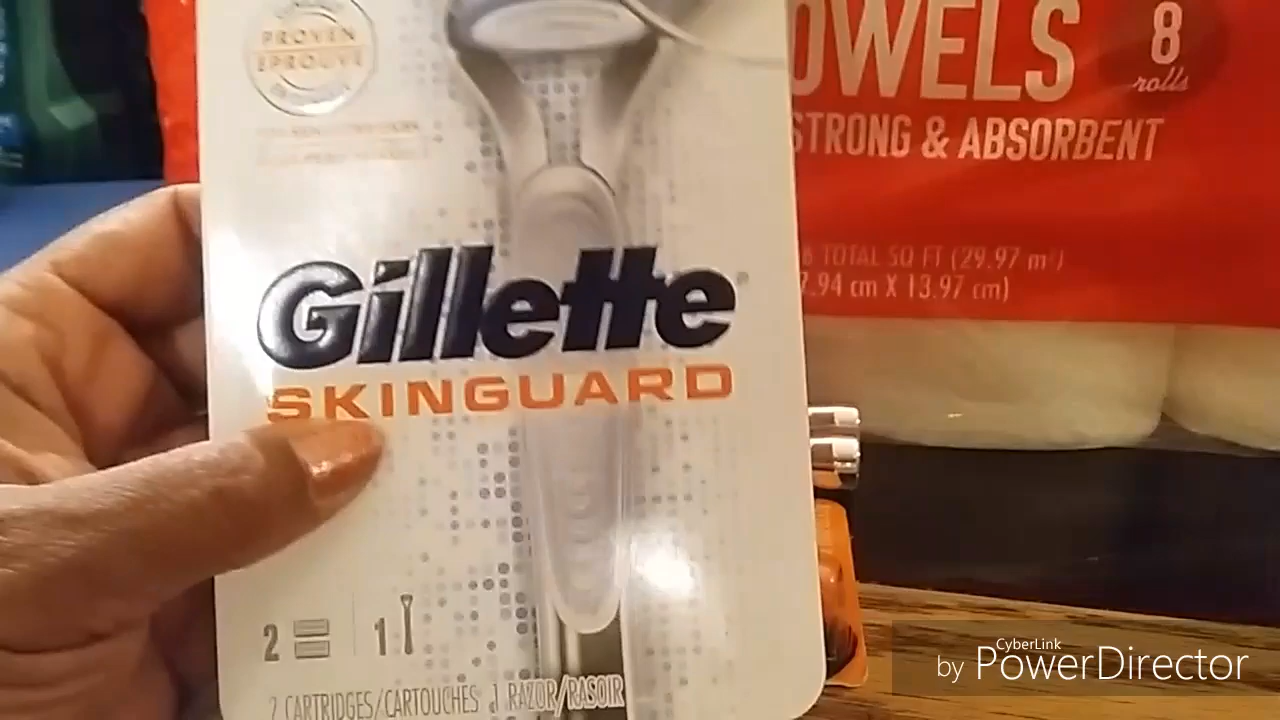 PROVEN
ÉPROUVÉ
Gillette
SKINGUARD
2
1
2 CARTRIDGES/CARTOUCHES 1 RAZOR/RASOIR
OWELS
8
rolls
STRONG & ABSORBENT
TOTAL SQ FT (29.97 m²)
7.94 cm X 13.97 cm)
CyberLink
by PowerDirector